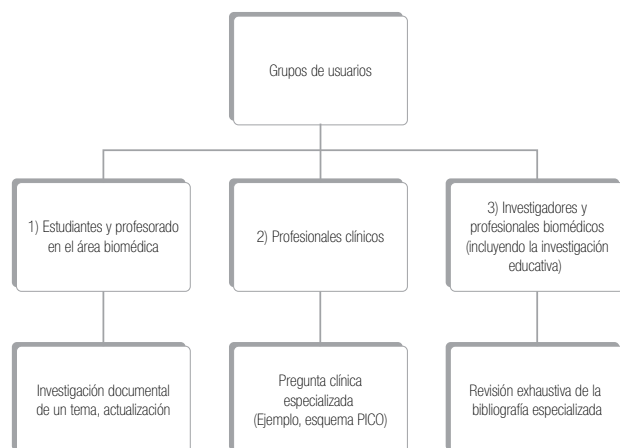 Grupos de usuarios
1) Estudiantes y profesorado
en el área biomédica
2) Profesionales clínicos
3) Investigadores y
profesionales biomédicos
(incluyendo la investigación
educativa)
Investigación documental
de un tema, actualización
Pregunta clínica
especializada
(Ejemplo, esquema PICO)
Revisión exhaustiva de la
bibliografía especializada